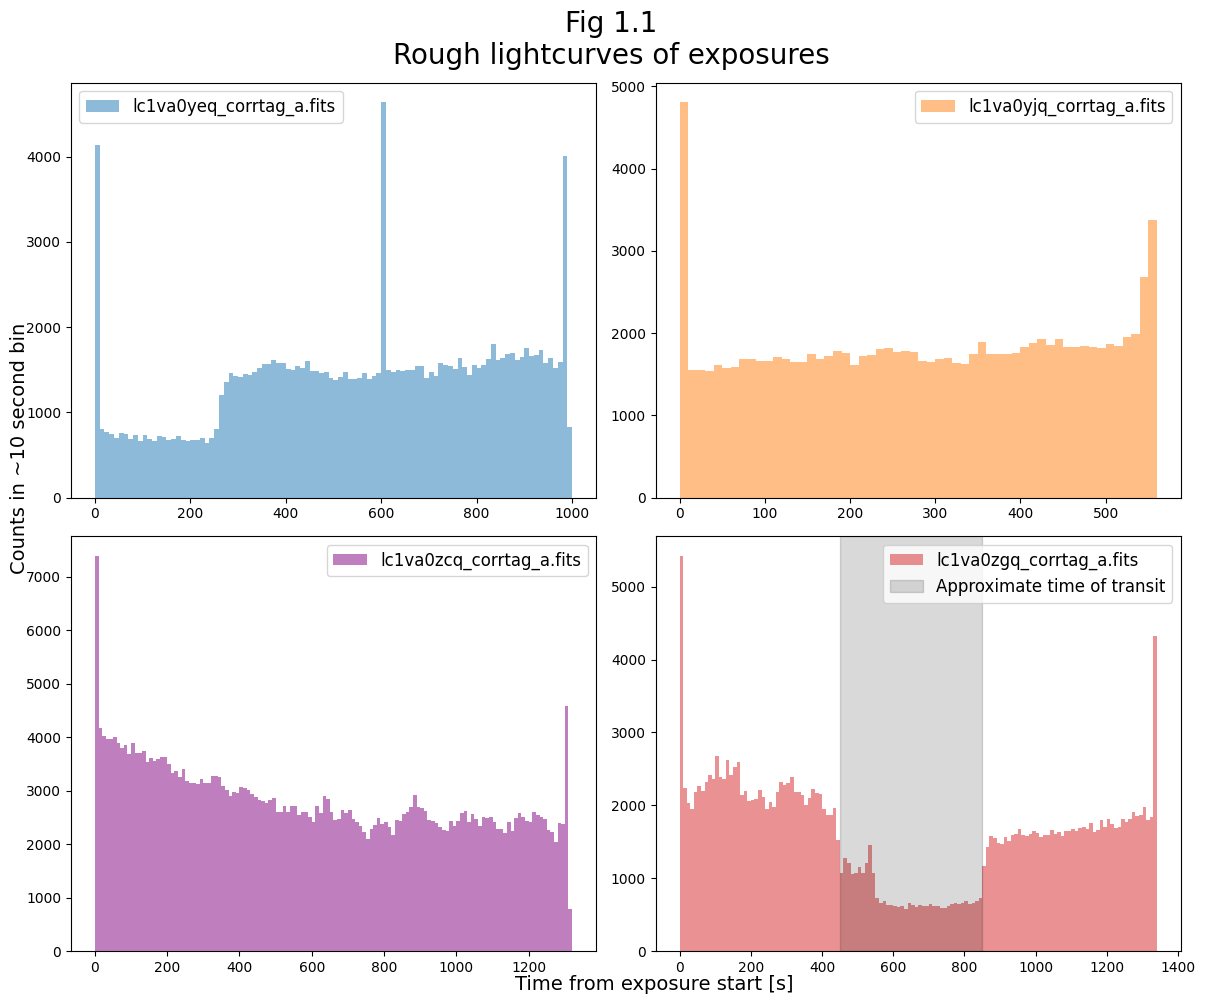 Fig 1.1
Rough lightcurves of exposures
Counts in ~10 second bin
lc1va0yeq_corrtag_a.fits
4000
3000
2000
1000
0
0 200 400 600 800 1000
lc1va0yjq_corrtag_a.fits
5000
4000
3000
2000
1000
0
0 100 200 300 400 500
lc1va0zcq_corrtag_a.fits
7000
6000
5000
4000
3000
2000
1000
0
0 200 400 600 800 1000 1200
lc1va0zgq_corrtag_a.fits
Approximate time of transit
5000
4000
3000
2000
1000
0
0 200 400 600 800 1000 1200 1400
Time from exposure start [s]